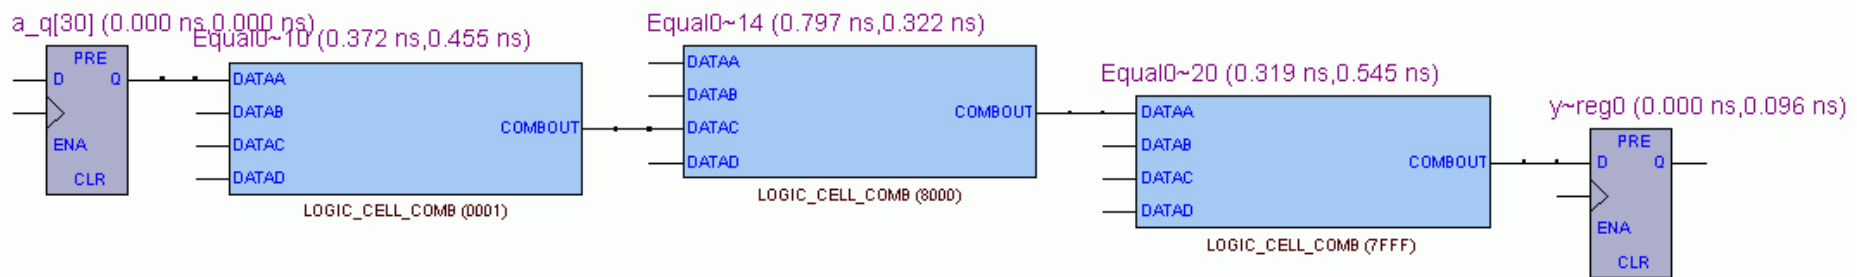 a_q[30] (0.000 ns,0.000 ns)
PRE
D Q
ENA
CLR
Equal0~10 (0.372 ns,0.455 ns)
DATAA
DATAB
COMBOUT
DATAC
DATAD
LOGIC_CELL_COMB (0001)
Equal0~14 (0.797 ns,0.322 ns)
DATAA
DATAB
COMBOUT
DATAC
DATAD
LOGIC_CELL_COMB (8000)
Equal0~20 (0.319 ns,0.545 ns)
DATAA
DATAB
COMBOUT
DATAC
DATAD
LOGIC_CELL_COMB (7FFF)
y~reg0 (0.000 ns,0.096 ns)
PRE
D Q
ENA
CLR